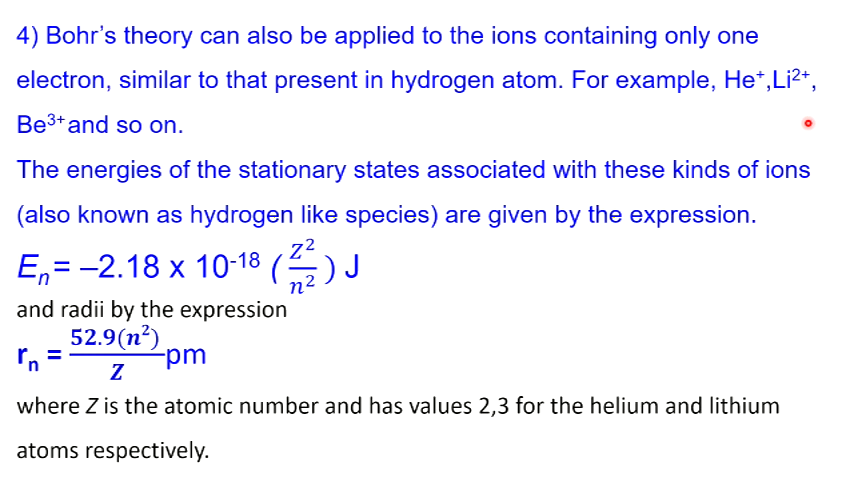 4) Bohr’s theory can also be applied to the ions containing only one
electron, similar to that present in hydrogen atom. For example, He⁺,Li²⁺,
Be³⁺and so on.
The energies of the stationary states associated with these kinds of ions
(also known as hydrogen like species) are given by the expression.
Eₙ= –2.18 x 10⁻¹⁸ (Z²/n²) J
and radii by the expression
rₙ = 52.9(n²)/Z pm
where Z is the atomic number and has values 2,3 for the helium and lithium
atoms respectively.